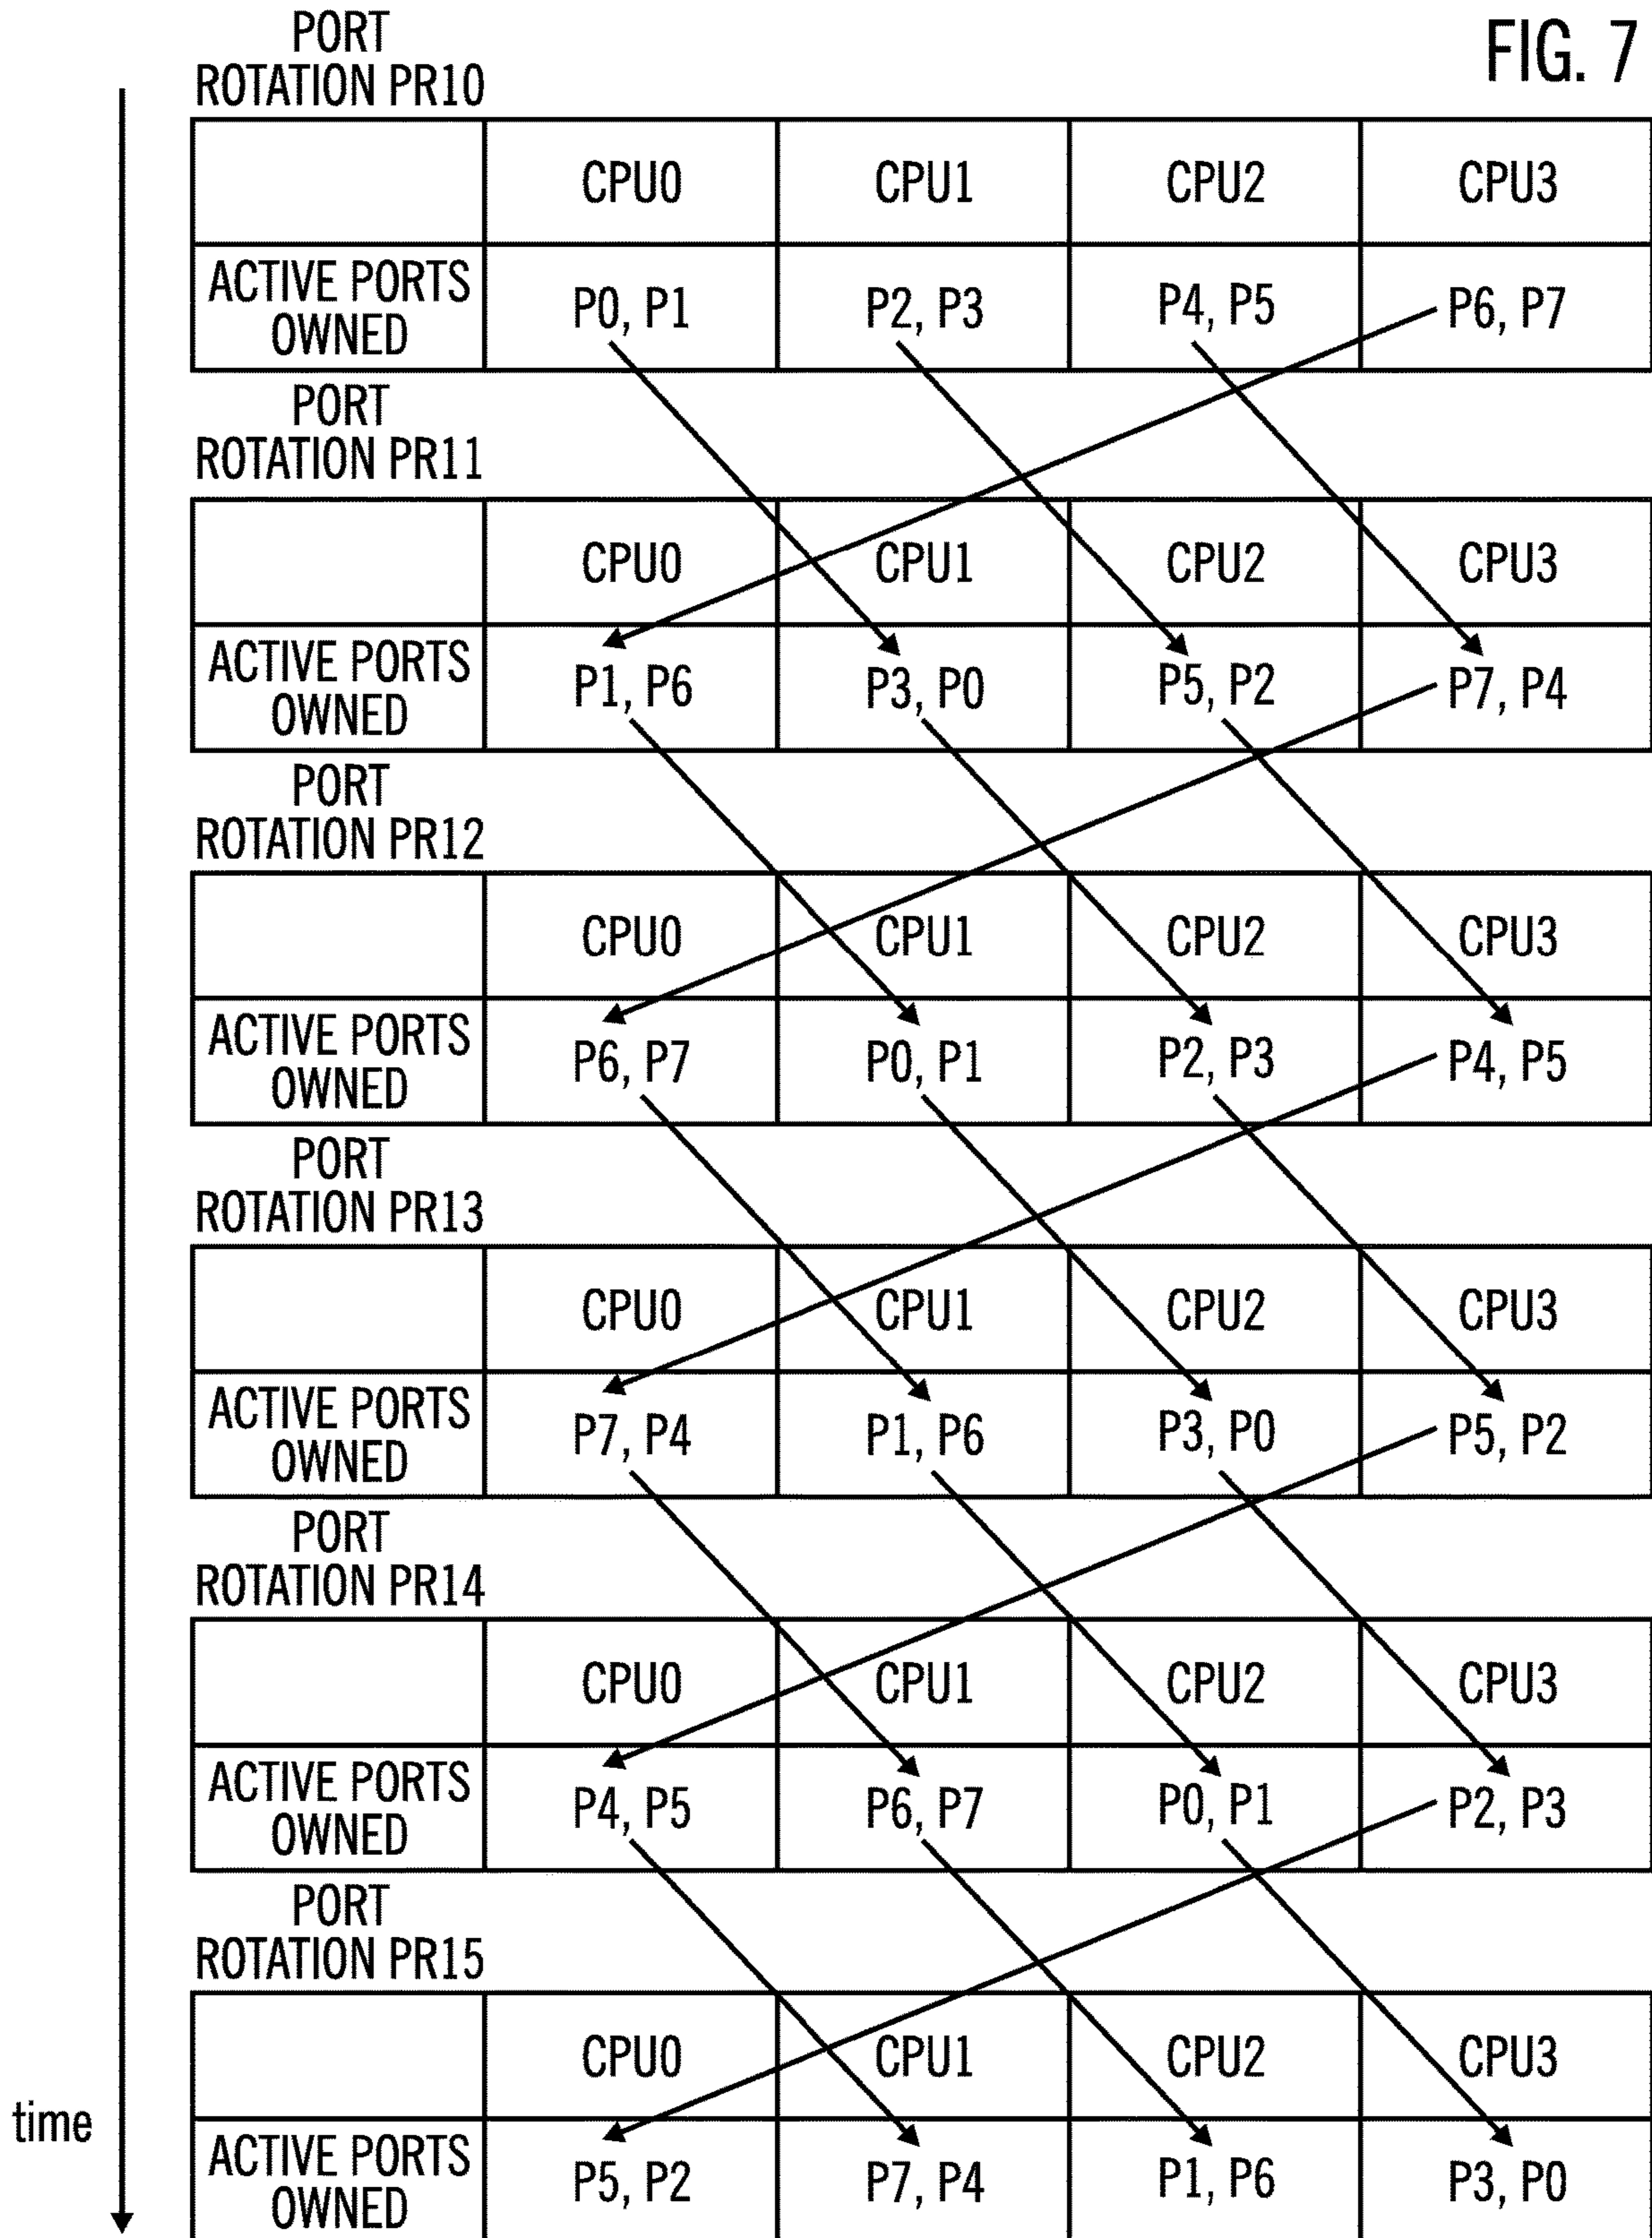 FIG. 7
PORT
ROTATION PR10
CPU0 CPU1 CPU2 CPU3
ACTIVE PORTS
OWNED
P0, P1 P2, P3 P4, P5 P6, P7
PORT
ROTATION PR11
CPU0 CPU1 CPU2 CPU3
ACTIVE PORTS
OWNED
P1, P6 P3, P0 P5, P2 P7, P4
PORT
ROTATION PR12
CPU0 CPU1 CPU2 CPU3
ACTIVE PORTS
OWNED
P6, P7 P0, P1 P2, P3 P4, P5
PORT
ROTATION PR13
CPU0 CPU1 CPU2 CPU3
ACTIVE PORTS
OWNED
P7, P4 P1, P6 P3, P0 P5, P2
PORT
ROTATION PR14
CPU0 CPU1 CPU2 CPU3
ACTIVE PORTS
OWNED
P4, P5 P6, P7 P0, P1 P2, P3
PORT
ROTATION PR15
CPU0 CPU1 CPU2 CPU3
time
ACTIVE PORTS
OWNED
P5, P2 P7, P4 P1, P6 P3, P0